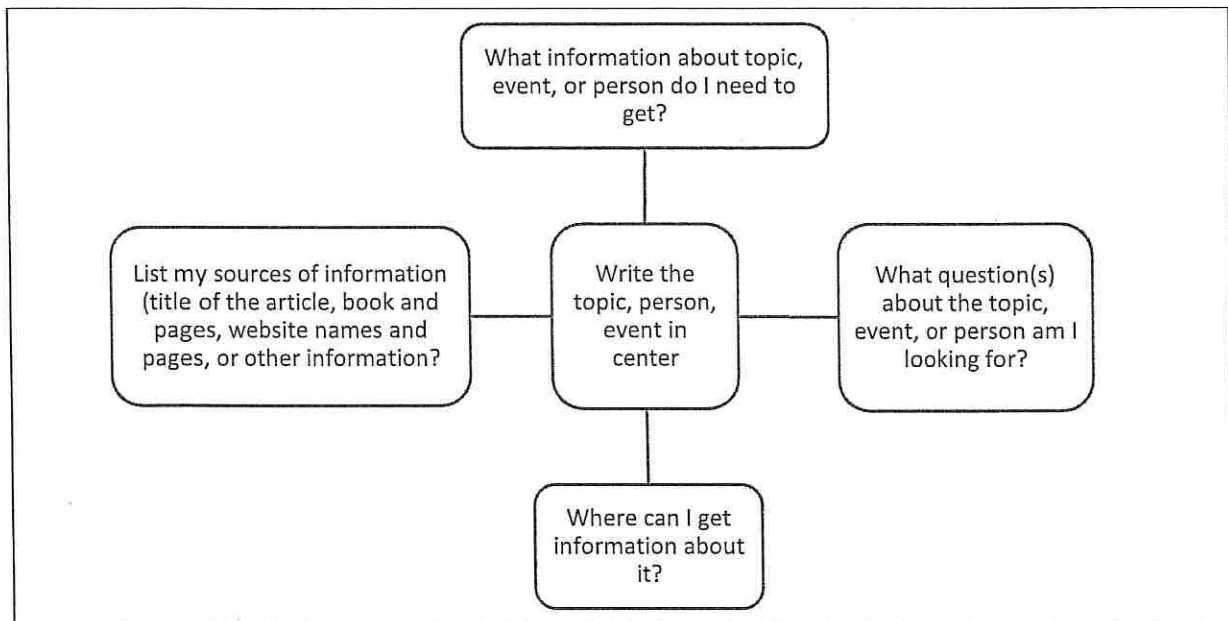 What information about topic,
event, or person do I need to
get?
List my sources of information
(title of the article, book and
pages, website names and
pages, or other information?
Write the
topic, person,
event in
center
What question(s)
about the topic,
event, or person am I
looking for?
Where can I get
information about
it?